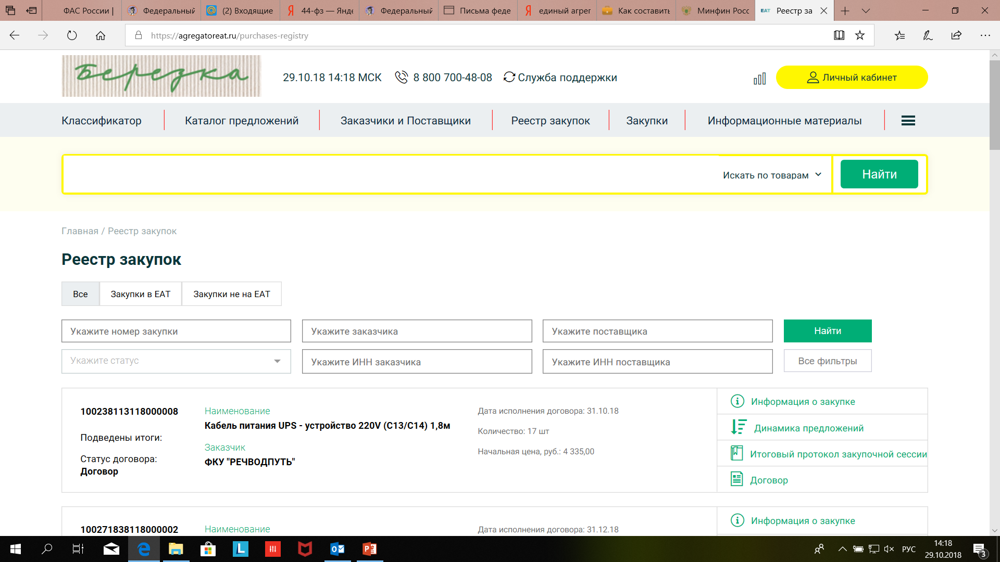 ФАС России |
Федеральный
(2) Входящие
44-фз — Янде
Федеральный
Письма феде
единый агрег
Как составить
Минфин Росс
ЕАТ Реестр за
https://agregatoreat.ru/purchases-registry
Березка
29.10.18 14:18 МСК
8 800 700-48-08
Служба поддержки
Личный кабинет
Классификатор
Каталог предложений
Заказчики и Поставщики
Реестр закупок
Закупки
Информационные материалы
Искать по товарам
Найти
Главная / Реестр закупок
Реестр закупок
Все
Закупки в ЕАТ
Закупки не на ЕАТ
Укажите номер закупки
Укажите заказчика
Укажите поставщика
Найти
Укажите статус
Укажите ИНН заказчика
Укажите ИНН поставщика
Все фильтры
100238113118000008
Подведены итоги:
Статус договора:
Договор
Наименование
Кабель питания UPS - устройство 220V (C13/C14) 1,8м
Заказчик
ФКУ "РЕЧВОДПУТЬ"
Дата исполнения договора: 31.10.18
Количество: 17 шт
Начальная цена, руб.: 4 335,00
Информация о закупке
Динамика предложений
Итоговый протокол закупочной сессии
Договор
100271838118000002
Наименование
Дата исполнения договора: 31.12.18
Информация о закупке
РУС
14:18
29.10.2018
3